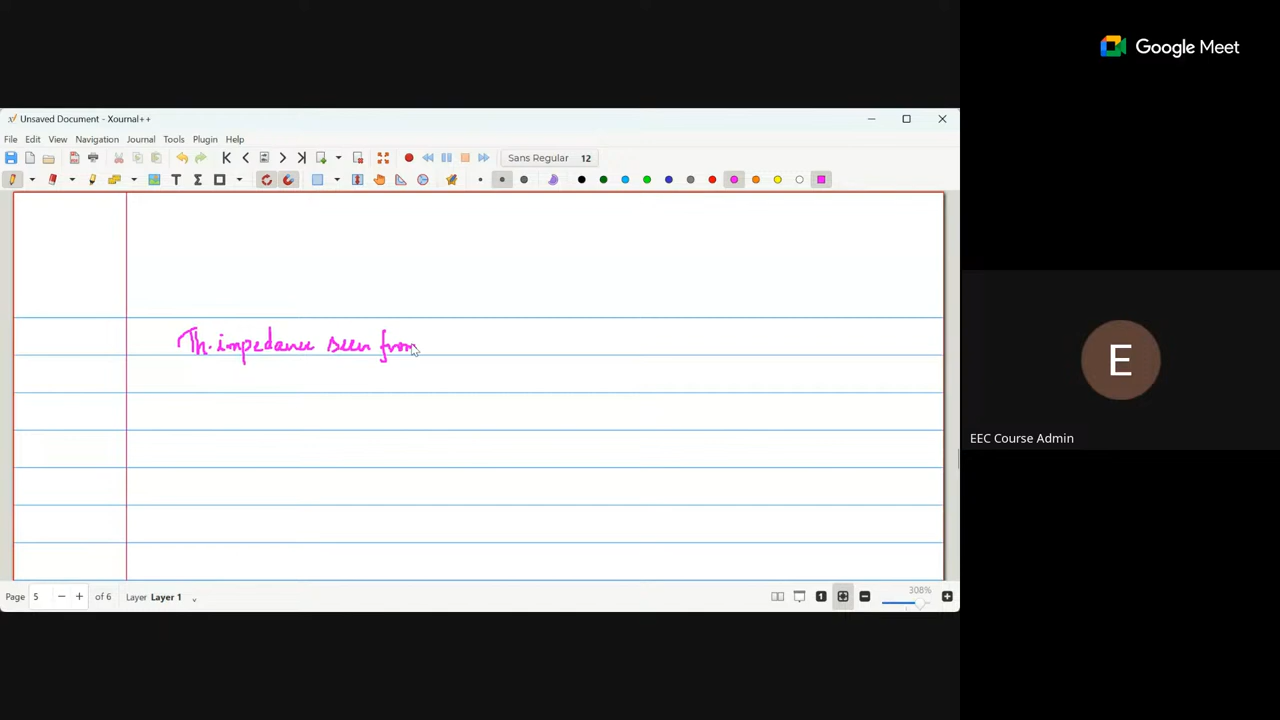 Google Meet
Unsaved Document - Xournal++
File Edit View Navigation Journal Tools Plugin Help
Sans Regular 12
Th. impedance seen from
E
EEC Course Admin
Page 5 of 6 Layer Layer 1
308%